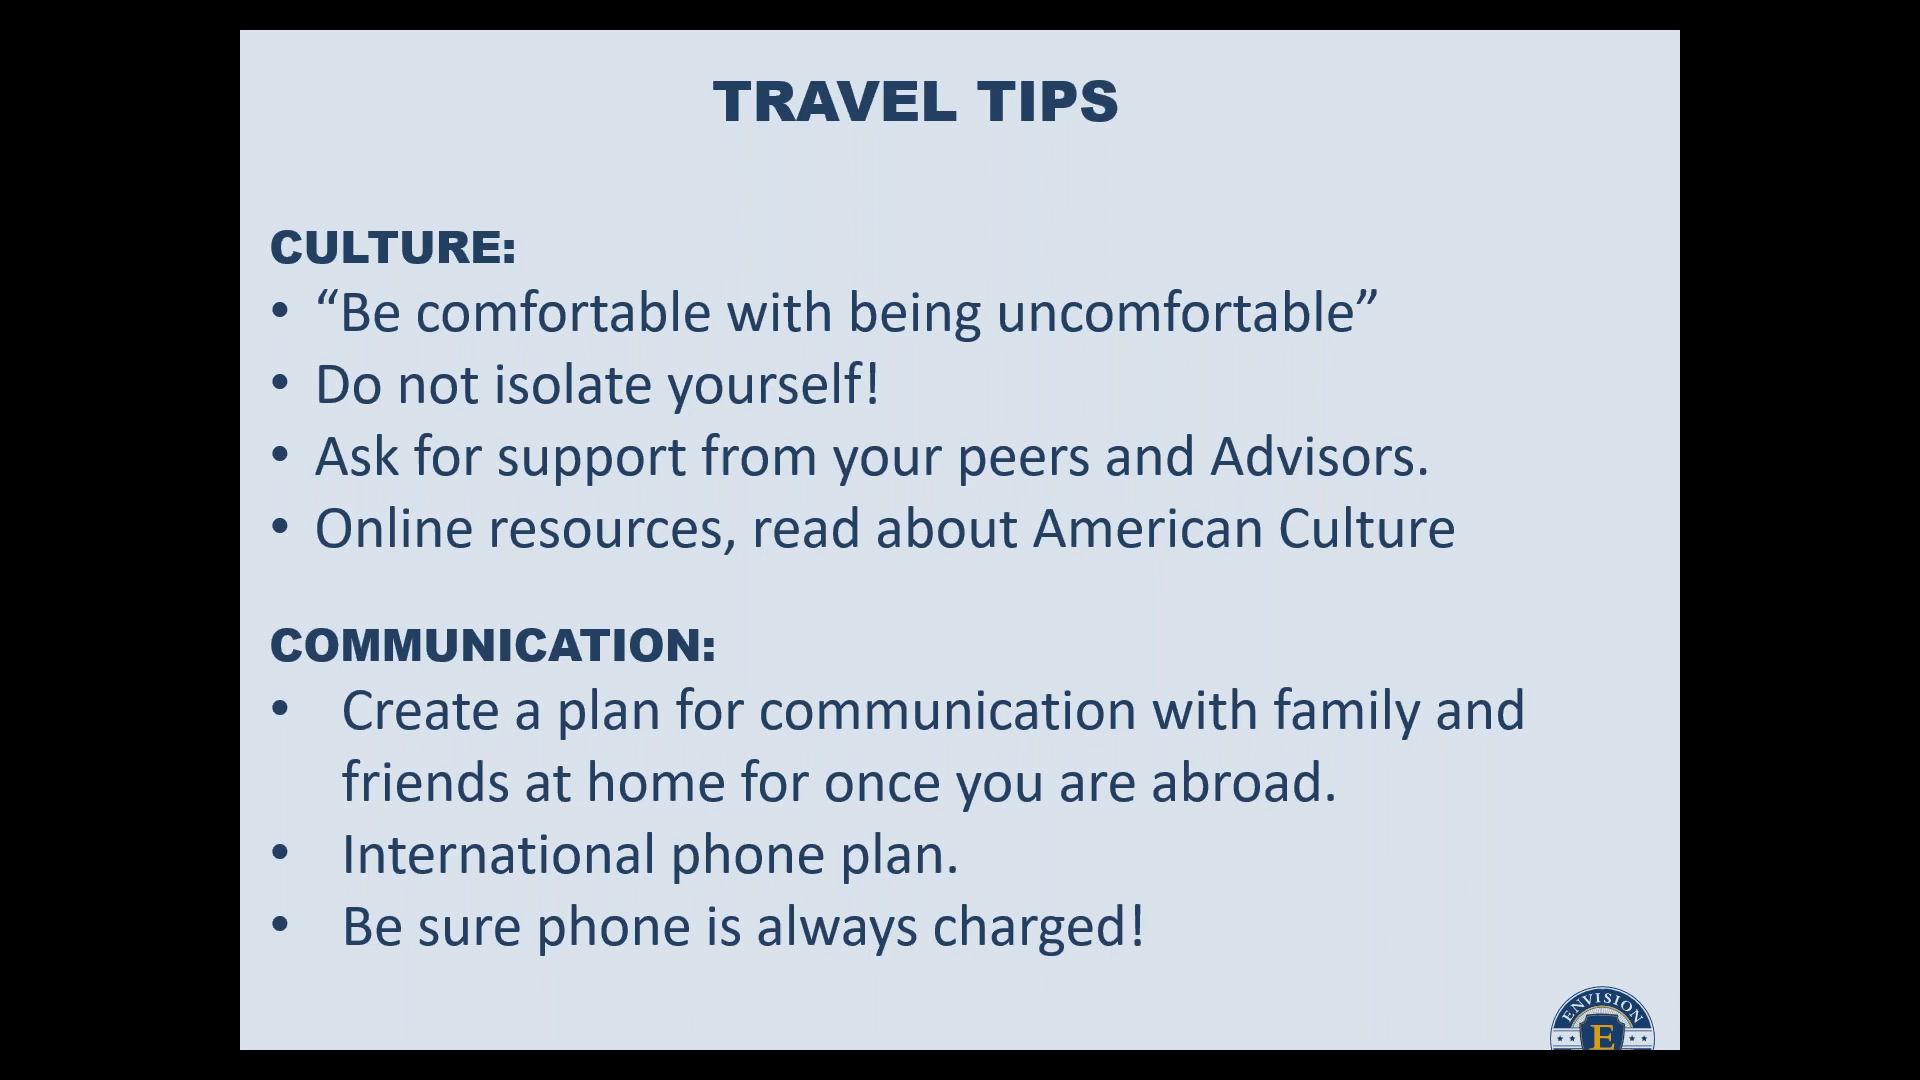 TRAVEL TIPS
CULTURE:
• “Be comfortable with being uncomfortable”
• Do not isolate yourself!
• Ask for support from your peers and Advisors.
• Online resources, read about American Culture
COMMUNICATION:
• Create a plan for communication with family and
friends at home for once you are abroad.
• International phone plan.
• Be sure phone is always charged!
ENVISION
E